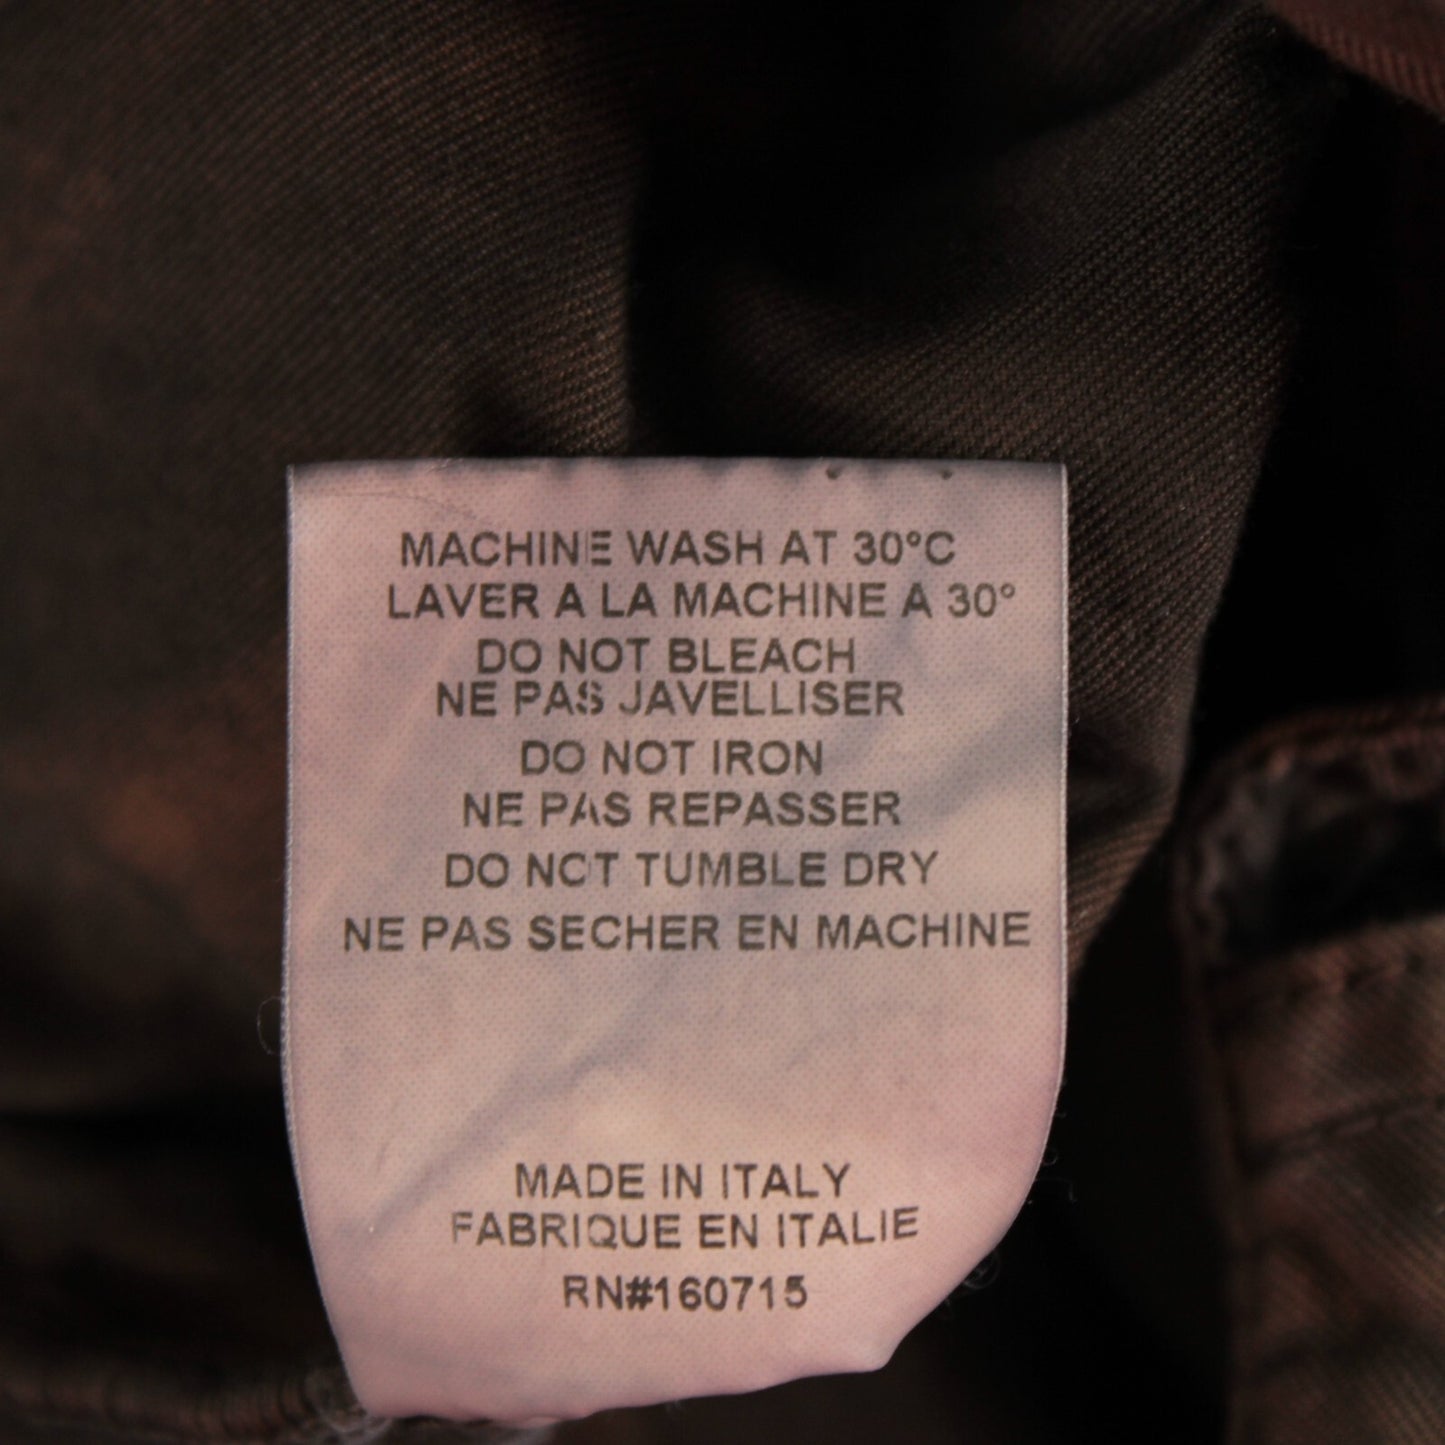 MACHINE WASH AT 30°C
LAVER A LA MACHINE A 30°
DO NOT BLEACH
NE PAS JAVELLISER
DO NOT IRON
NE PAS REPASSER
DO NOT TUMBLE DRY
NE PAS SECHER EN MACHINE
MADE IN ITALY
FABRIQUE EN ITALIE
RN#160715